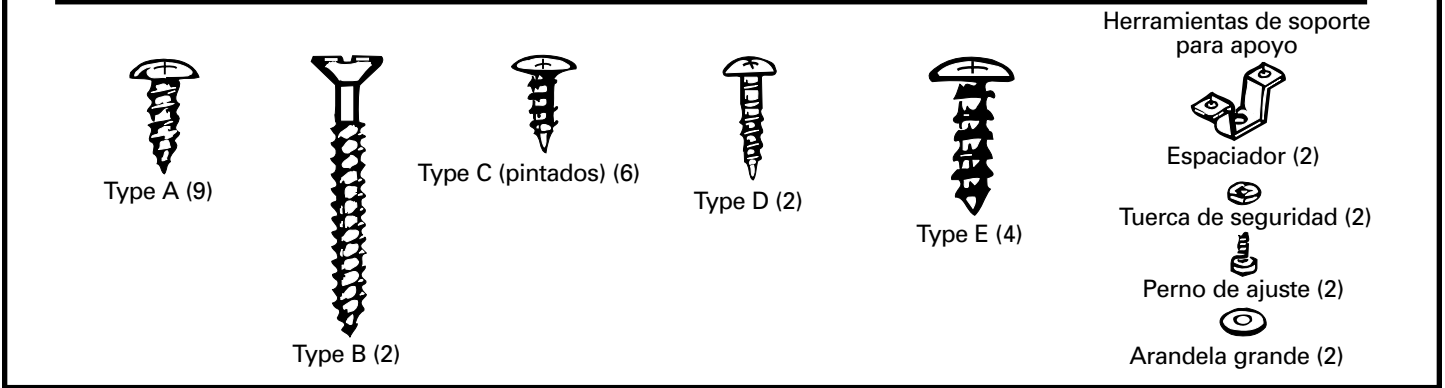 Herramientas de soporte
para apoyo
Type A (9)
Type B (2)
Type C (pintados) (6)
Type D (2)
Type E (4)
Espaciador (2)
Tuerca de seguridad (2)
Perno de ajuste (2)
Arandela grande (2)